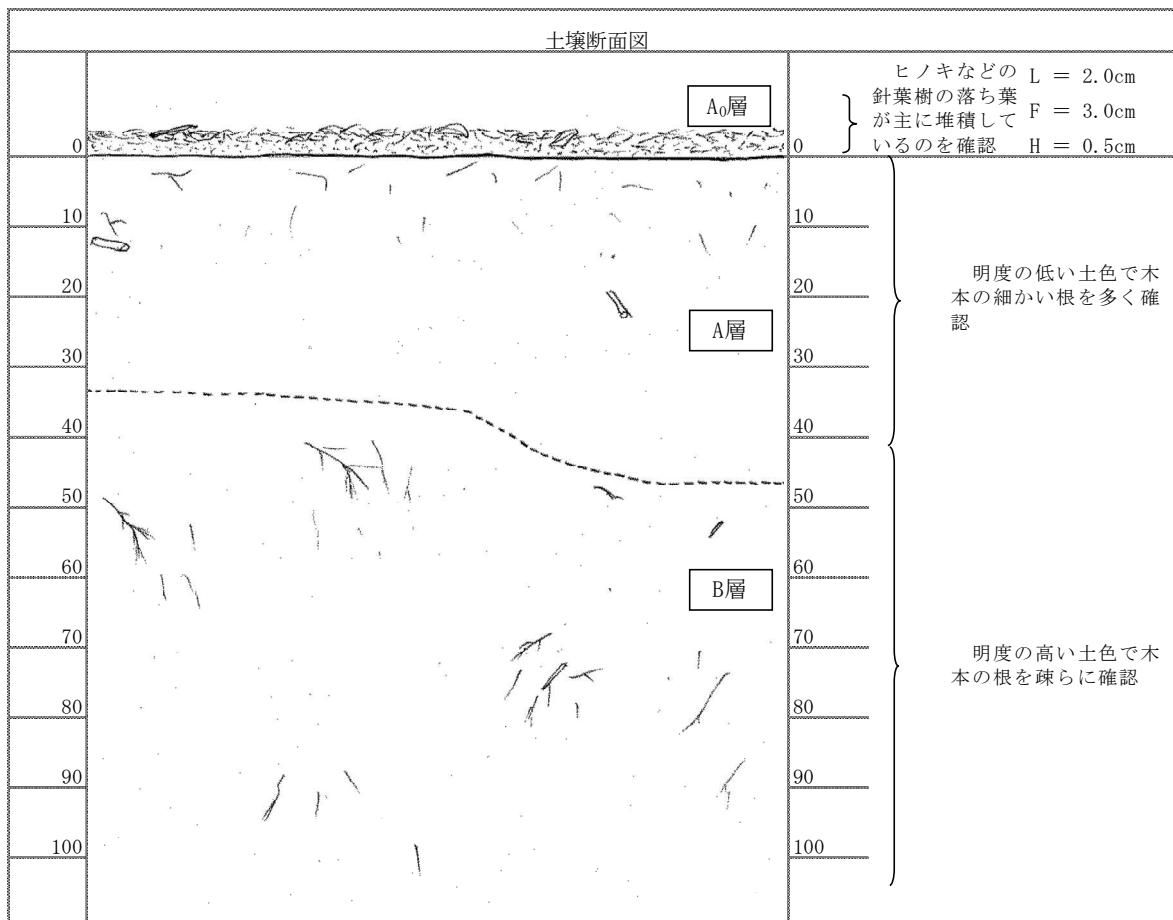 土壌断面図
A₀層
ヒノキなどの
針葉樹の落ち葉
が主に堆積して
いるのを確認
L = 2.0cm
F = 3.0cm
H = 0.5cm
0
0
10
10
20
20
明度の低い土色で木
本の細かい根を多く確
認
A層
30
30
40
40
50
50
60
60
B層
70
70
明度の高い土色で木
本の根を疎らに確認
80
80
90
90
100
100